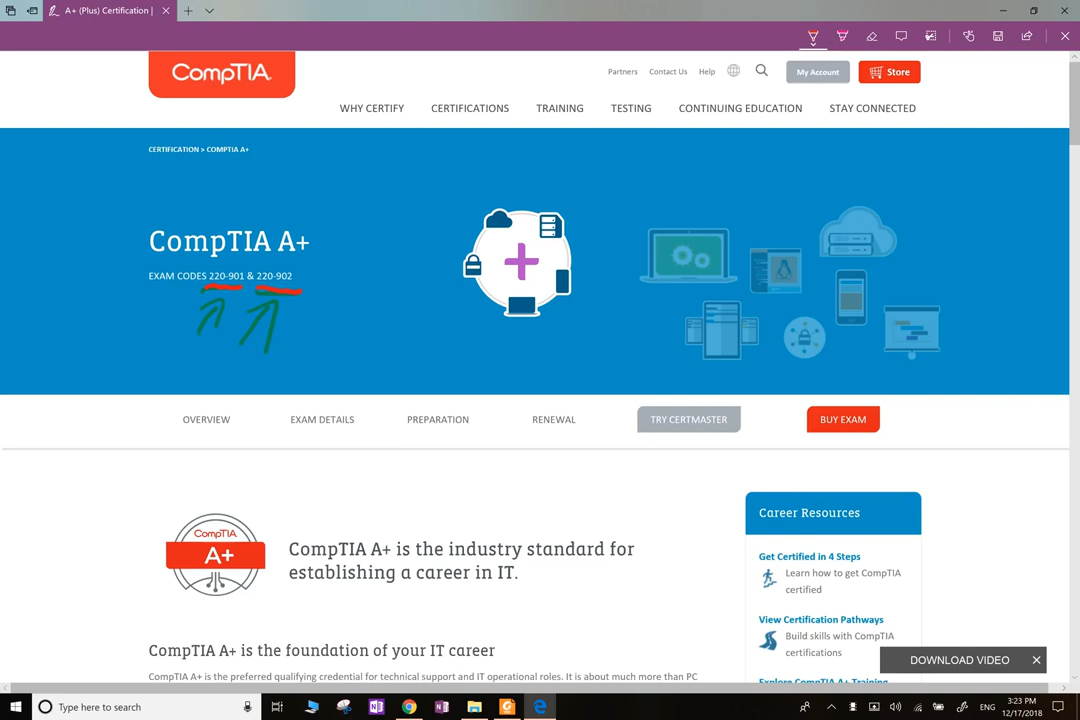 A+ (Plus) Certification |
CompTIA.
Partners Contact Us Help My Account Store
WHY CERTIFY CERTIFICATIONS TRAINING TESTING CONTINUING EDUCATION STAY CONNECTED
CERTIFICATION > COMPTIA A+
CompTIA A+
EXAM CODES 220-901 & 220-902
OVERVIEW EXAM DETAILS PREPARATION RENEWAL TRY CERTMASTER BUY EXAM
CompTIA
A+
CompTIA A+ is the industry standard for
establishing a career in IT.
CompTIA A+ is the foundation of your IT career
CompTIA A+ is the preferred qualifying credential for technical support and IT operational roles. It is about much more than PC
Career Resources
Get Certified in 4 Steps
Learn how to get CompTIA
certified
View Certification Pathways
Build skills with CompTIA
certifications
Explore CompTIA A+ Training
DOWNLOAD VIDEO
Type here to search
ENG
3:23 PM
12/17/2018